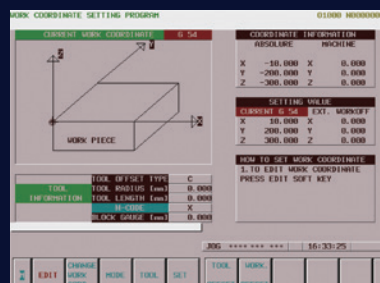 WORK COORDINATE SETTING PROGRAM
O1000 N000000
CURRENT WORK COORDINATE G 54
WORK PIECE
COORDINATE INFORMATION
ABSOLURE MACHINE
X -10.000 X 0.000
Y -200.000 Y 0.000
Z -300.000 Z 0.000
SETTING VALUE
CURRENT G 54 EXT. WORKOFF
X 10.000 X 0.000
Y 200.000 Y 0.000
Z 300.000 Z 0.000
HOW TO SET WORK COORDINATE
1.TO EDIT WORK COORDINATE
PRESS EDIT SOFT KEY
TOOL INFORMATION
TOOL OFFSET TYPE C
TOOL RADIUS [mm] 0.000
TOOL LENGTH [mm] 0.000
H-CODE X
BLOCK GAUGE [mm] 0.000
JOG **** *** *** 16:33:25
EDIT
CHANGE WORK
MODE
TOOL
SET
TOOL
WORK.